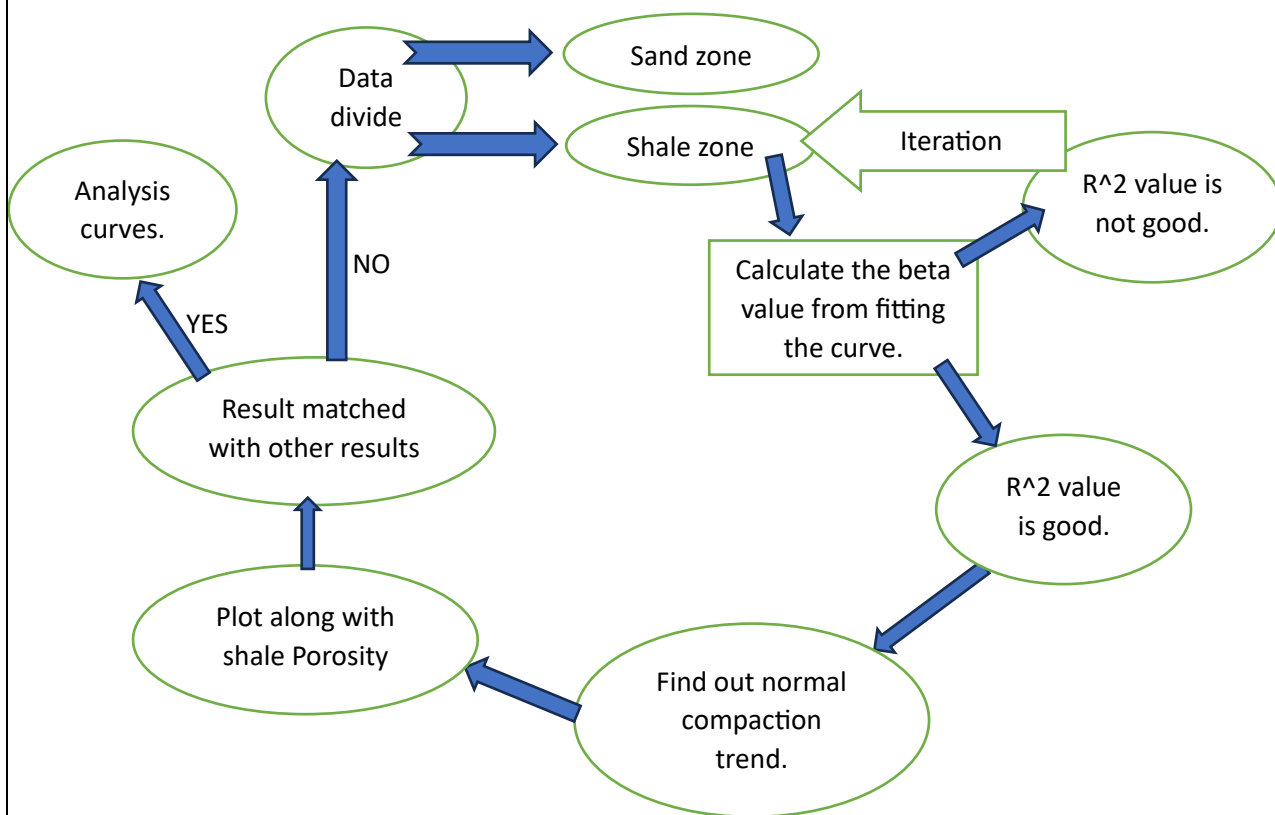 Data
divide
Sand zone
Shale zone
Iteration
R^2 value is
not good.
Calculate the beta
value from fitting
the curve.
R^2 value
is good.
Find out normal
compaction
trend.
Plot along with
shale Porosity
Result matched
with other results
NO
YES
Analysis
curves.